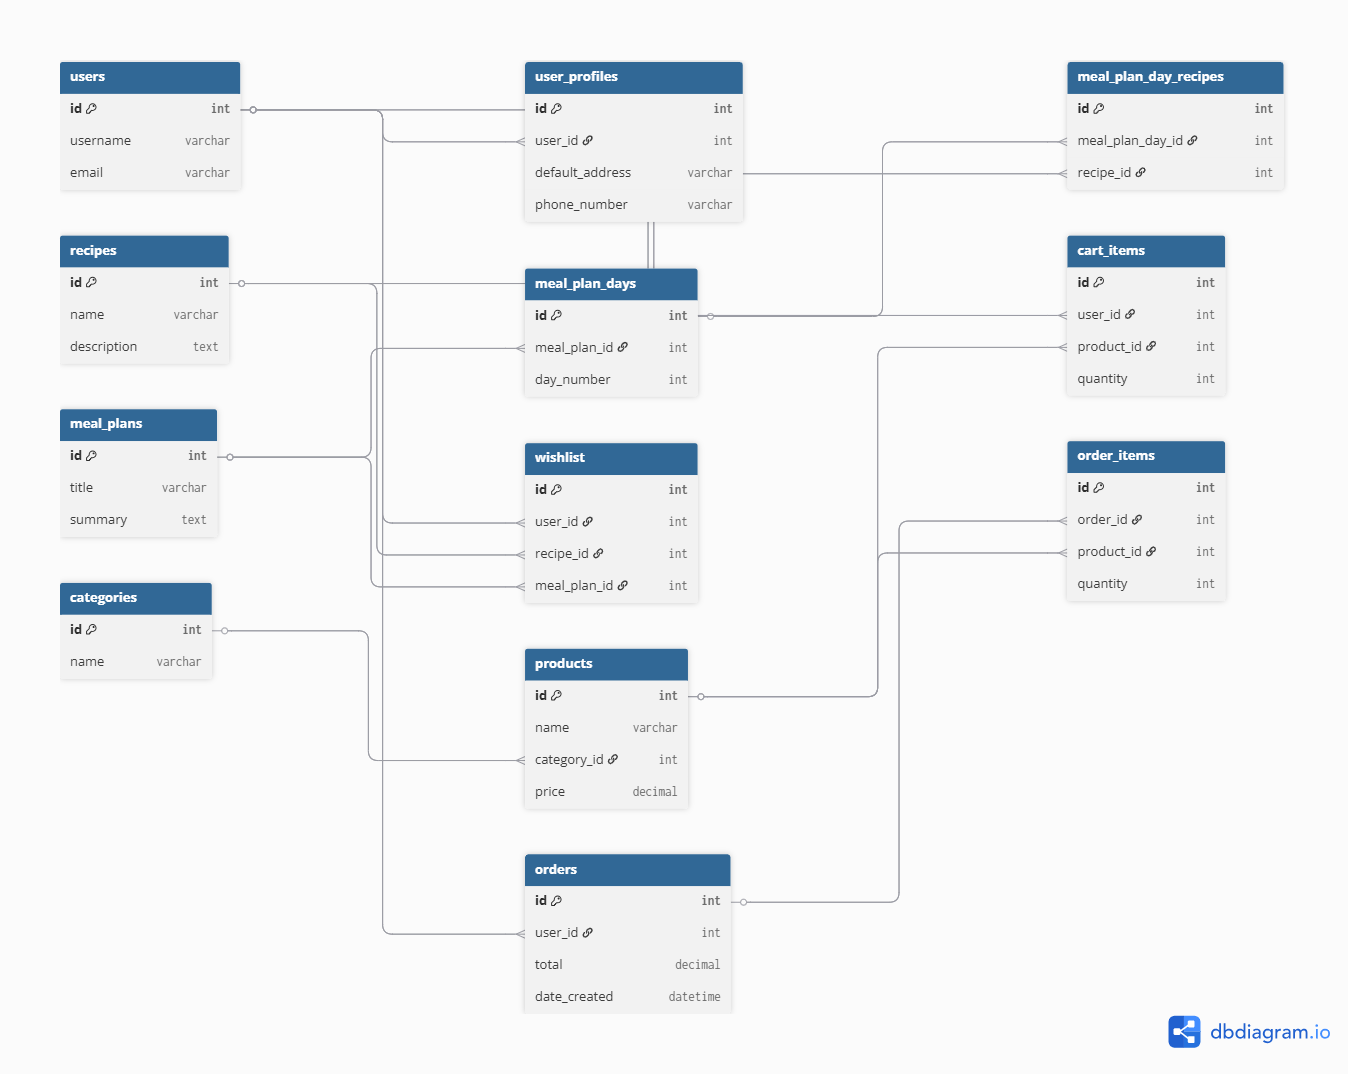 users
id int
username varchar
email varchar
recipes
id int
name varchar
description text
meal_plans
id int
title varchar
summary text
categories
id int
name varchar
user_profiles
id int
user_id int
default_address varchar
phone_number varchar
meal_plan_days
id int
meal_plan_id int
day_number int
wishlist
id int
user_id int
recipe_id int
meal_plan_id int
products
id int
name varchar
category_id int
price decimal
orders
id int
user_id int
total decimal
date_created datetime
meal_plan_day_recipes
id int
meal_plan_day_id int
recipe_id int
cart_items
id int
user_id int
product_id int
quantity int
order_items
id int
order_id int
product_id int
quantity int
dbdiagram.io